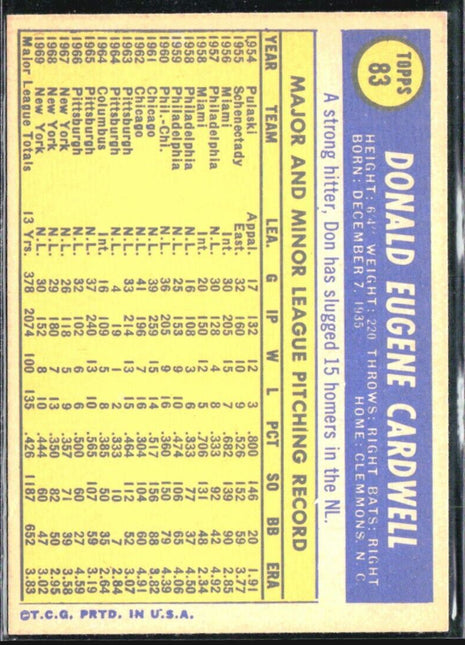 TOPPS
83
DONALD EUGENE CARDWELL
HEIGHT: 6'4" WEIGHT: 220 THROWS: RIGHT BATS: RIGHT
BORN: DECEMBER 7, 1935 HOME: CLEMMONS, N. C.
A strong hitter, Don has slugged 15 homers in the NL.
MAJOR AND MINOR LEAGUE PITCHING RECORD
YEAR TEAM LEA. G IP W L PCT SO BB ERA
1954 Pulaski Appal. 17 132 12 3 .800 146 20 1.91
1955 Schenectady East. 32 160 10 9 .526 152 59 3.77
1956 Miami Int. 30 205 15 7 .682 139 90 2.85
1957 Philadelphia N.L. 30 128 4 8 .333 92 42 4.92
1958 Miami Int. 20 150 12 5 .706 131 48 2.34
1958 Philadelphia N.L. 16 108 3 6 .333 77 37 4.50
1959 Philadelphia N.L. 25 153 9 10 .474 106 65 4.06
1960 Phil.-Chi. N.L. 36 205 9 16 .360 150 79 4.39
1961 Chicago N.L. 39 259 15 14 .517 156 88 3.82
1962 Chicago N.L. 41 196 7 16 .304 104 60 4.91
1963 Pittsburgh N.L. 33 214 13 15 .464 112 52 3.07
1964 Pittsburgh N.L. 4 19 1 2 .333 10 7 2.84
1964 Columbus Int. 16 109 5 8 .385 50 35 2.64
1965 Pittsburgh N.L. 37 240 13 10 .565 107 59 3.19
1966 Pittsburgh N.L. 32 102 6 6 .500 60 27 4.59
1967 New York N.L. 26 118 5 9 .357 71 39 3.58
1968 New York N.L. 29 180 7 13 .350 82 50 2.95
1969 New York N.L. 30 152 8 10 .444 60 47 3.02
Major League Totals 13 Yrs. 378 2074 100 135 .426 1187 652 3.83
©T.C.G. PRTD. IN U.S.A.